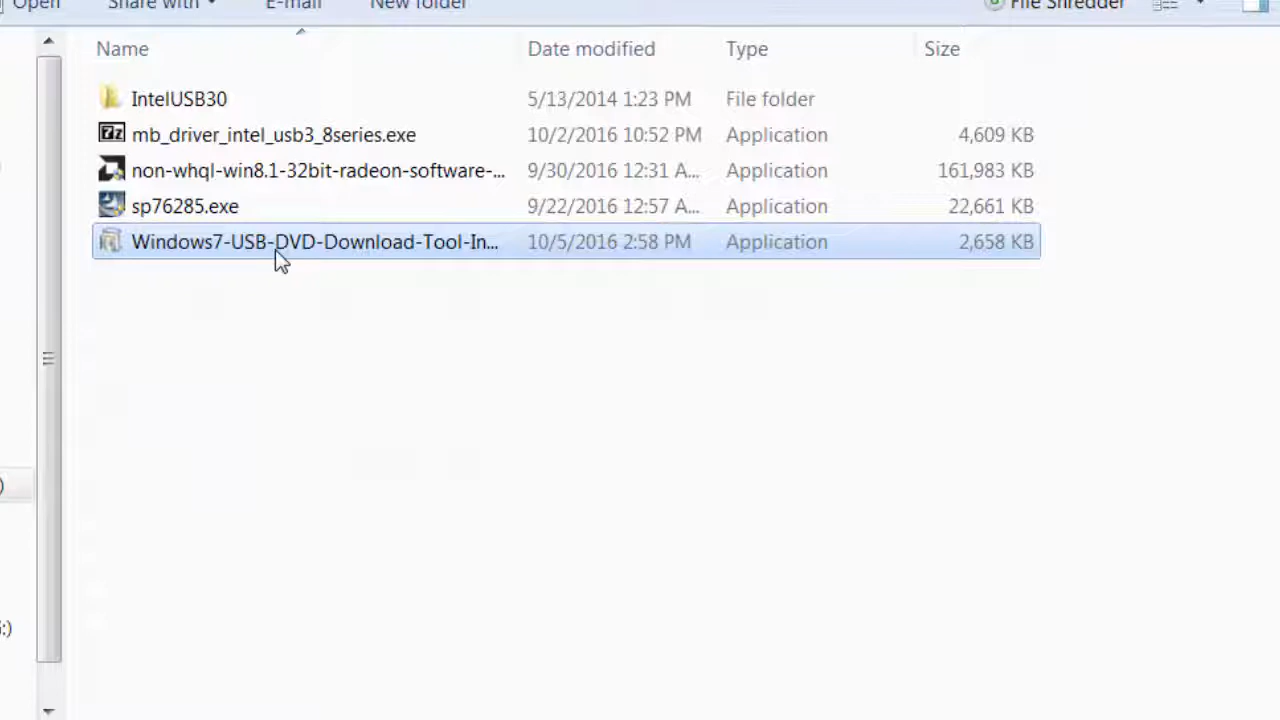 Open Share with E-mail New folder File Shredder
Name Date modified Type Size
IntelUSB30 5/13/2014 1:23 PM File folder
mb_driver_intel_usb3_8series.exe 10/2/2016 10:52 PM Application 4,609 KB
non-whql-win8.1-32bit-radeon-software-... 9/30/2016 12:31 A... Application 161,983 KB
sp76285.exe 9/22/2016 12:57 A... Application 22,661 KB
Windows7-USB-DVD-Download-Tool-In... 10/5/2016 2:58 PM Application 2,658 KB
)
:)